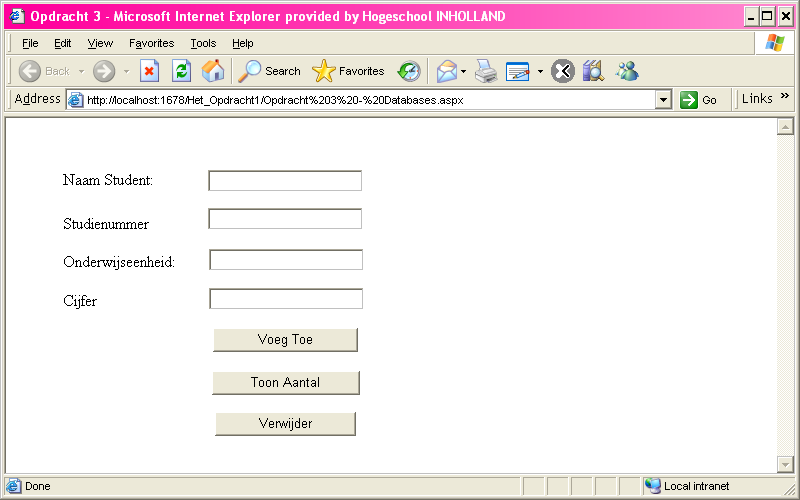 Opdracht 3 - Microsoft Internet Explorer provided by Hogeschool INHOLLAND
File Edit View Favorites Tools Help
Back Search Favorites
Address http://localhost:1678/Het_Opdracht1/Opdracht%203%20-%20Databases.aspx Go Links »
Naam Student:
Studienummer
Onderwijseenheid:
Cijfer
Voeg Toe
Toon Aantal
Verwijder
Done Local intranet